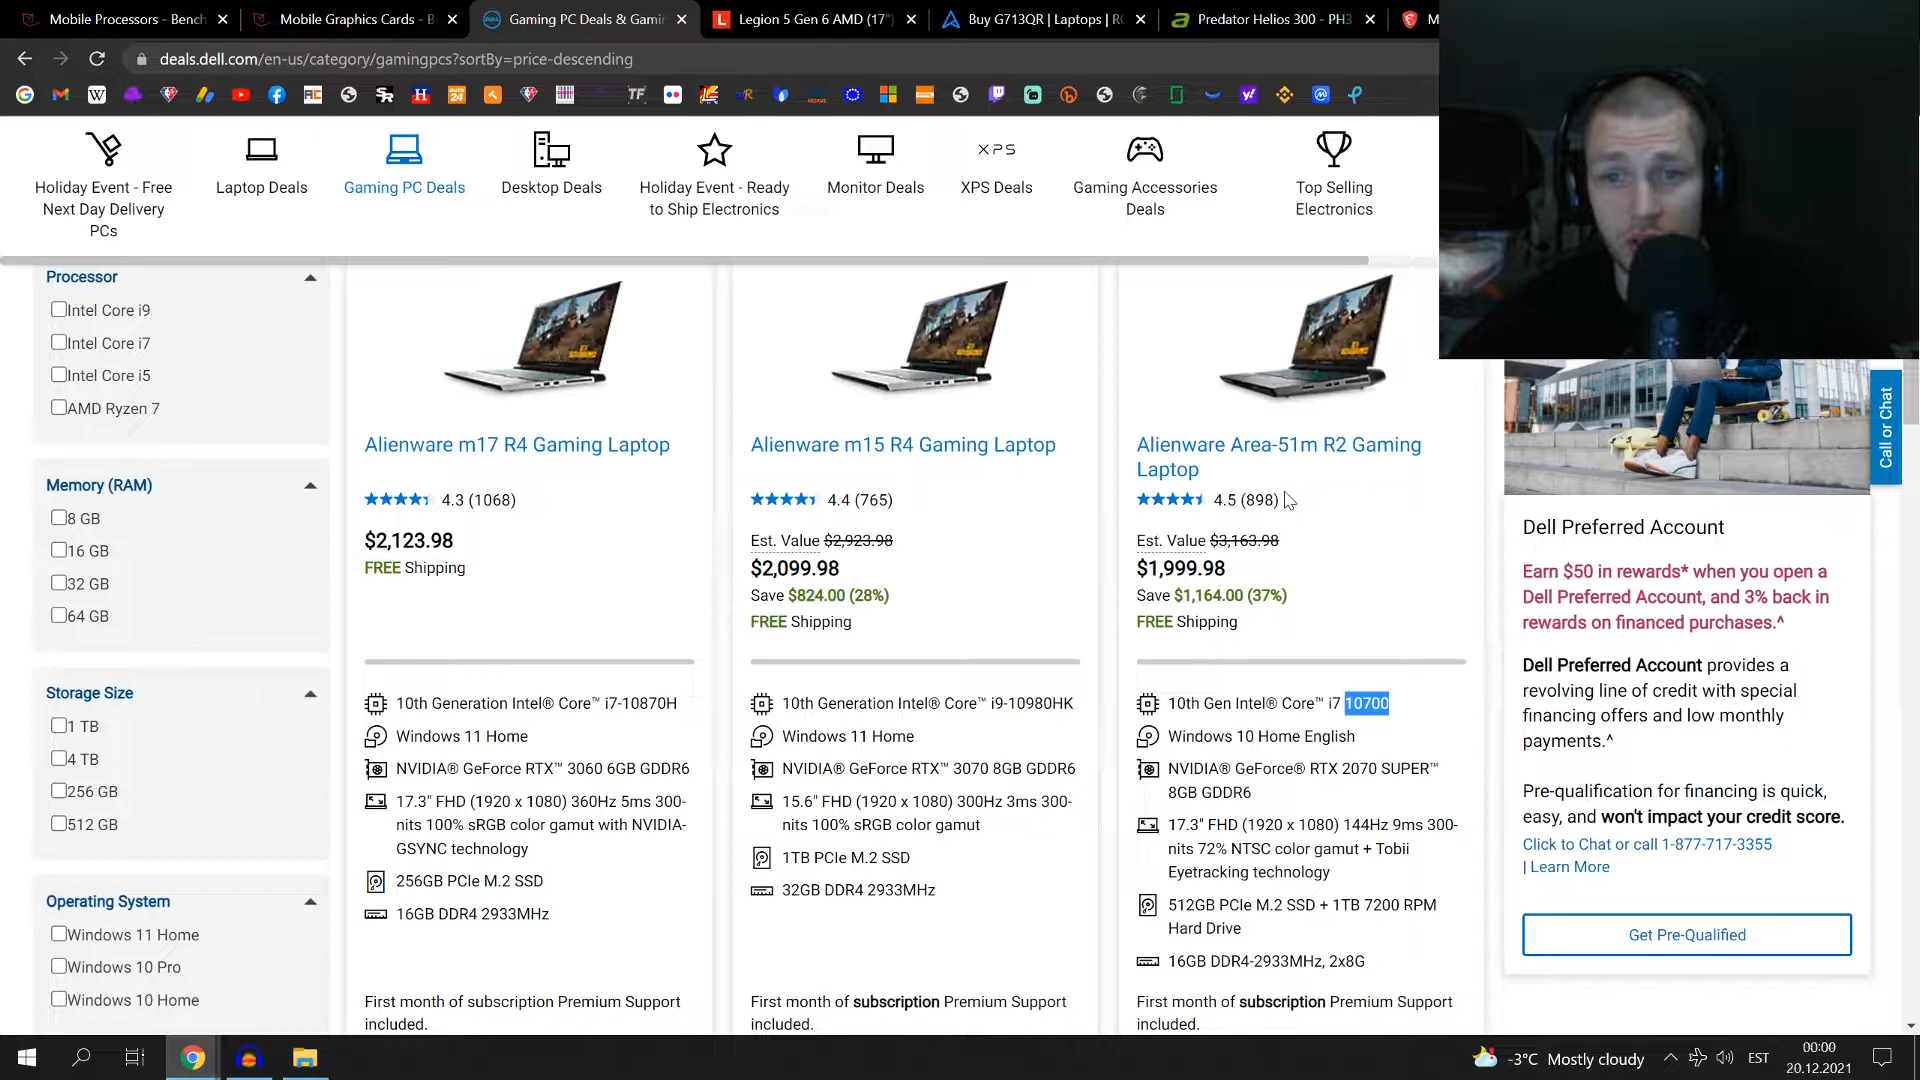 Mobile Processors - Bench
Mobile Graphics Cards - B
Gaming PC Deals & Gami
Legion 5 Gen 6 AMD (17")
Buy G713QR | Laptops | RO
Predator Helios 300 - PH3
M
deals.dell.com/en-us/category/gamingpcs?sortBy=price-descending
Holiday Event - Free
Next Day Delivery
PCs
Laptop Deals
Gaming PC Deals
Desktop Deals
Holiday Event - Ready
to Ship Electronics
Monitor Deals
XPS
XPS Deals
Gaming Accessories
Deals
Top Selling
Electronics
Processor
Intel Core i9
Intel Core i7
Intel Core i5
AMD Ryzen 7
Memory (RAM)
8 GB
16 GB
32 GB
64 GB
Storage Size
1 TB
4 TB
256 GB
512 GB
Operating System
Windows 11 Home
Windows 10 Pro
Windows 10 Home
Alienware m17 R4 Gaming Laptop
4.3 (1068)
$2,123.98
FREE Shipping
10th Generation Intel® Core™ i7-10870H
Windows 11 Home
NVIDIA® GeForce RTX™ 3060 6GB GDDR6
17.3" FHD (1920 x 1080) 360Hz 5ms 300-
nits 100% sRGB color gamut with NVIDIA-
GSYNC technology
256GB PCIe M.2 SSD
16GB DDR4 2933MHz
First month of subscription Premium Support
included.
Alienware m15 R4 Gaming Laptop
4.4 (765)
Est. Value $2,923.98
$2,099.98
Save $824.00 (28%)
FREE Shipping
10th Generation Intel® Core™ i9-10980HK
Windows 11 Home
NVIDIA® GeForce RTX™ 3070 8GB GDDR6
15.6" FHD (1920 x 1080) 300Hz 3ms 300-
nits 100% sRGB color gamut
1TB PCIe M.2 SSD
32GB DDR4 2933MHz
First month of subscription Premium Support
included.
Alienware Area-51m R2 Gaming
Laptop
4.5 (898)
Est. Value $3,163.98
$1,999.98
Save $1,164.00 (37%)
FREE Shipping
10th Gen Intel® Core™ i7 10700
Windows 10 Home English
NVIDIA® GeForce® RTX 2070 SUPER™
8GB GDDR6
17.3" FHD (1920 x 1080) 144Hz 9ms 300-
nits 72% NTSC color gamut + Tobii
Eyetracking technology
512GB PCIe M.2 SSD + 1TB 7200 RPM
Hard Drive
16GB DDR4-2933MHz, 2x8G
First month of subscription Premium Support
included.
Call or Chat
Dell Preferred Account
Earn $50 in rewards* when you open a
Dell Preferred Account, and 3% back in
rewards on financed purchases.^
Dell Preferred Account provides a
revolving line of credit with special
financing offers and low monthly
payments.^
Pre-qualification for financing is quick,
easy, and won't impact your credit score.
Click to Chat or call 1-877-717-3355
| Learn More
Get Pre-Qualified
-3°C Mostly cloudy
EST
00:00
20.12.2021